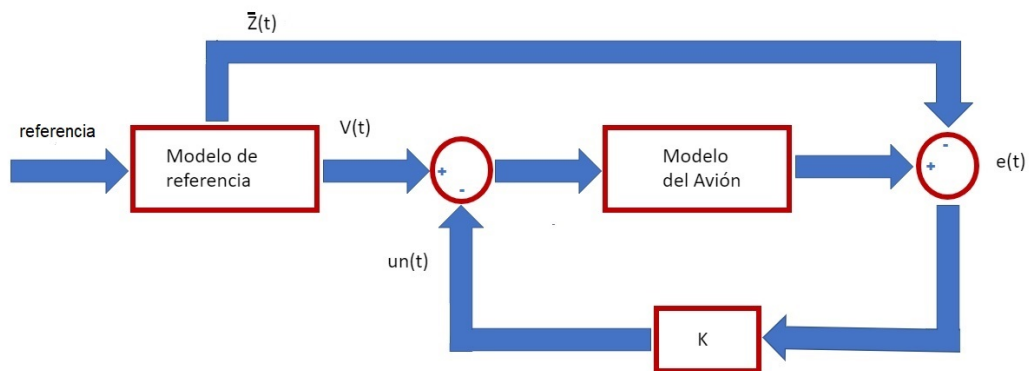 z̄(t)
referencia
Modelo de
referencia
V(t)
+
-
Modelo
del Avión
-
+
e(t)
un(t)
K